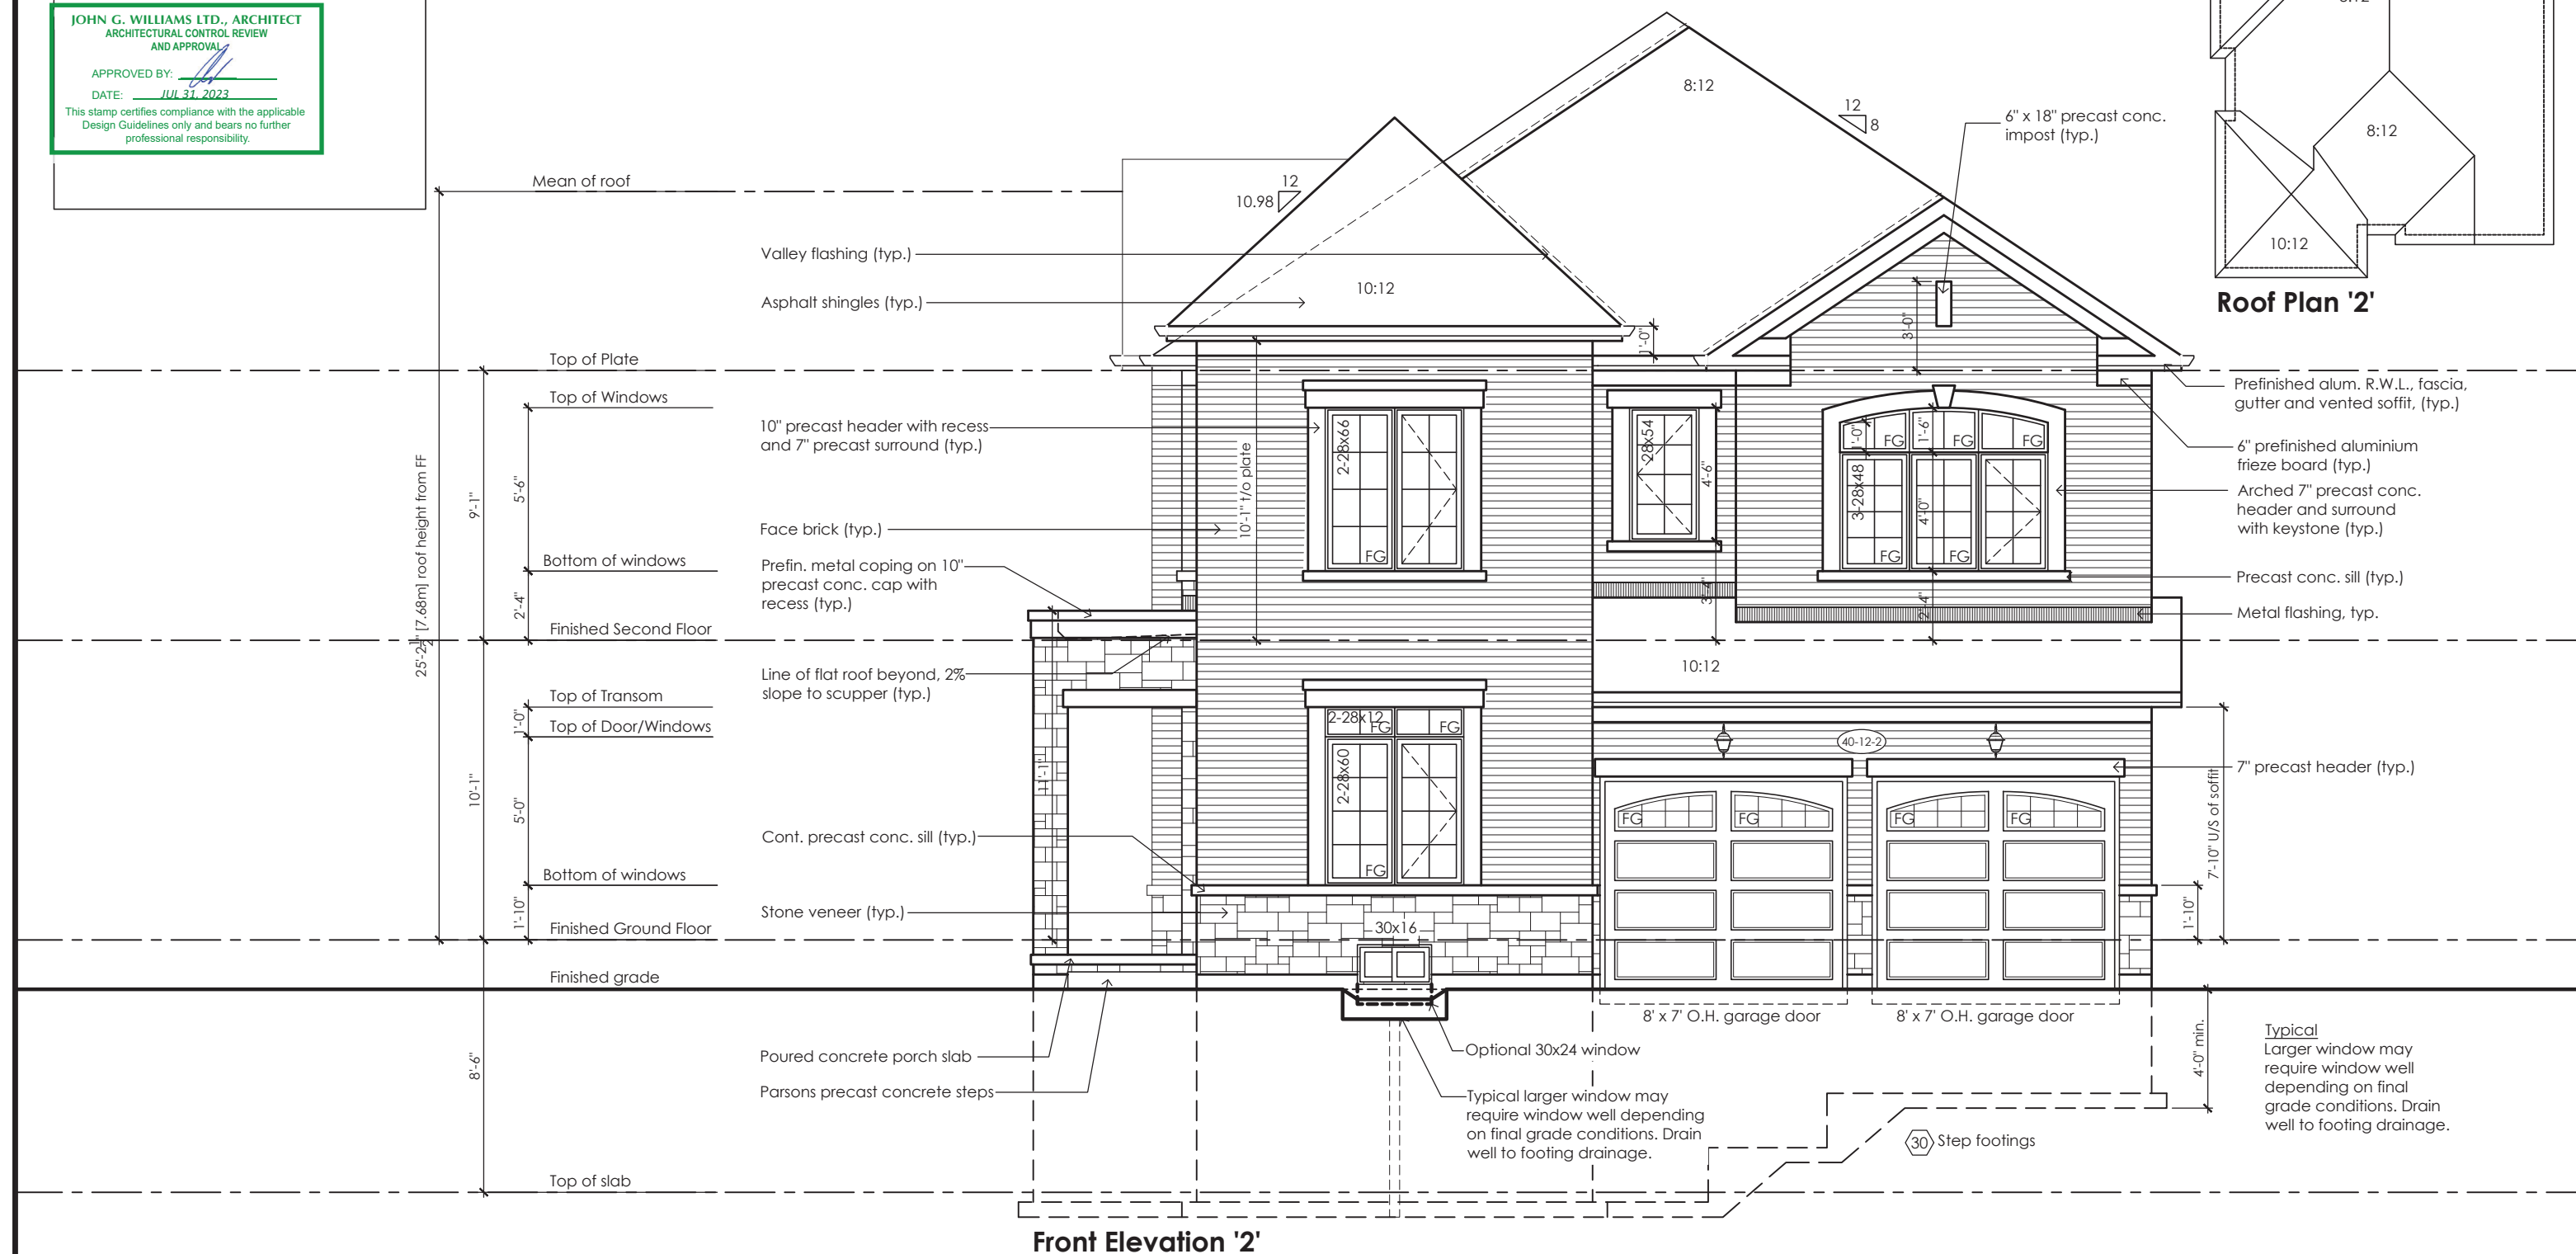 JOHN G. WILLIAMS LTD., ARCHITECT
ARCHITECTURAL CONTROL REVIEW
AND APPROVAL
APPROVED BY:
DATE: JUL 31, 2023
This stamp certifies compliance with the applicable
Design Guidelines only and bears no further
professional responsibility.
8:12
12
8
6" x 18" precast conc.
impost (typ.)
8:12
10:12
Roof Plan '2'
Mean of roof
12
10.98
Valley flashing (typ.)
Asphalt shingles (typ.)
10:12
1'-0"
3'-0"
Top of Plate
Top of Windows
10" precast header with recess
and 7" precast surround (typ.)
Face brick (typ.)
Bottom of windows
Prefin. metal coping on 10"
precast conc. cap with
recess (typ.)
Finished Second Floor
Line of flat roof beyond, 2%
slope to scupper (typ.)
Top of Transom
Top of Door/Windows
Cont. precast conc. sill (typ.)
Bottom of windows
Stone veneer (typ.)
Finished Ground Floor
Finished grade
Poured concrete porch slab
Parsons precast concrete steps
Top of slab
25'-2½" [7.68m] roof height from FF
9'-1"
10'-1"
8'-6"
5'-6"
2'-4"
1'-0"
5'-0"
1'-10"
11'-1"
10'-1" t/o plate
2-28x66
FG
28x54
4'-6"
3'-4"
1'-0"
FG
1'-6"
FG
FG
3-28x48
4'-0"
FG
FG
2'-4"
Prefinished alum. R.W.L., fascia,
gutter and vented soffit, (typ.)
6" prefinished aluminium
frieze board (typ.)
Arched 7" precast conc.
header and surround
with keystone (typ.)
Precast conc. sill (typ.)
Metal flashing, typ.
10:12
2-28x12
FG
FG
2-28x60
FG
40-12-2
7" precast header (typ.)
FG
FG
FG
FG
7'-10" U/S of soffit
1'-10"
30x16
8' x 7' O.H. garage door
8' x 7' O.H. garage door
Optional 30x24 window
Typical larger window may
require window well depending
on final grade conditions. Drain
well to footing drainage.
30 Step footings
4'-0" min.
Typical
Larger window may
require window well
depending on final
grade conditions. Drain
well to footing drainage.
Front Elevation '2'